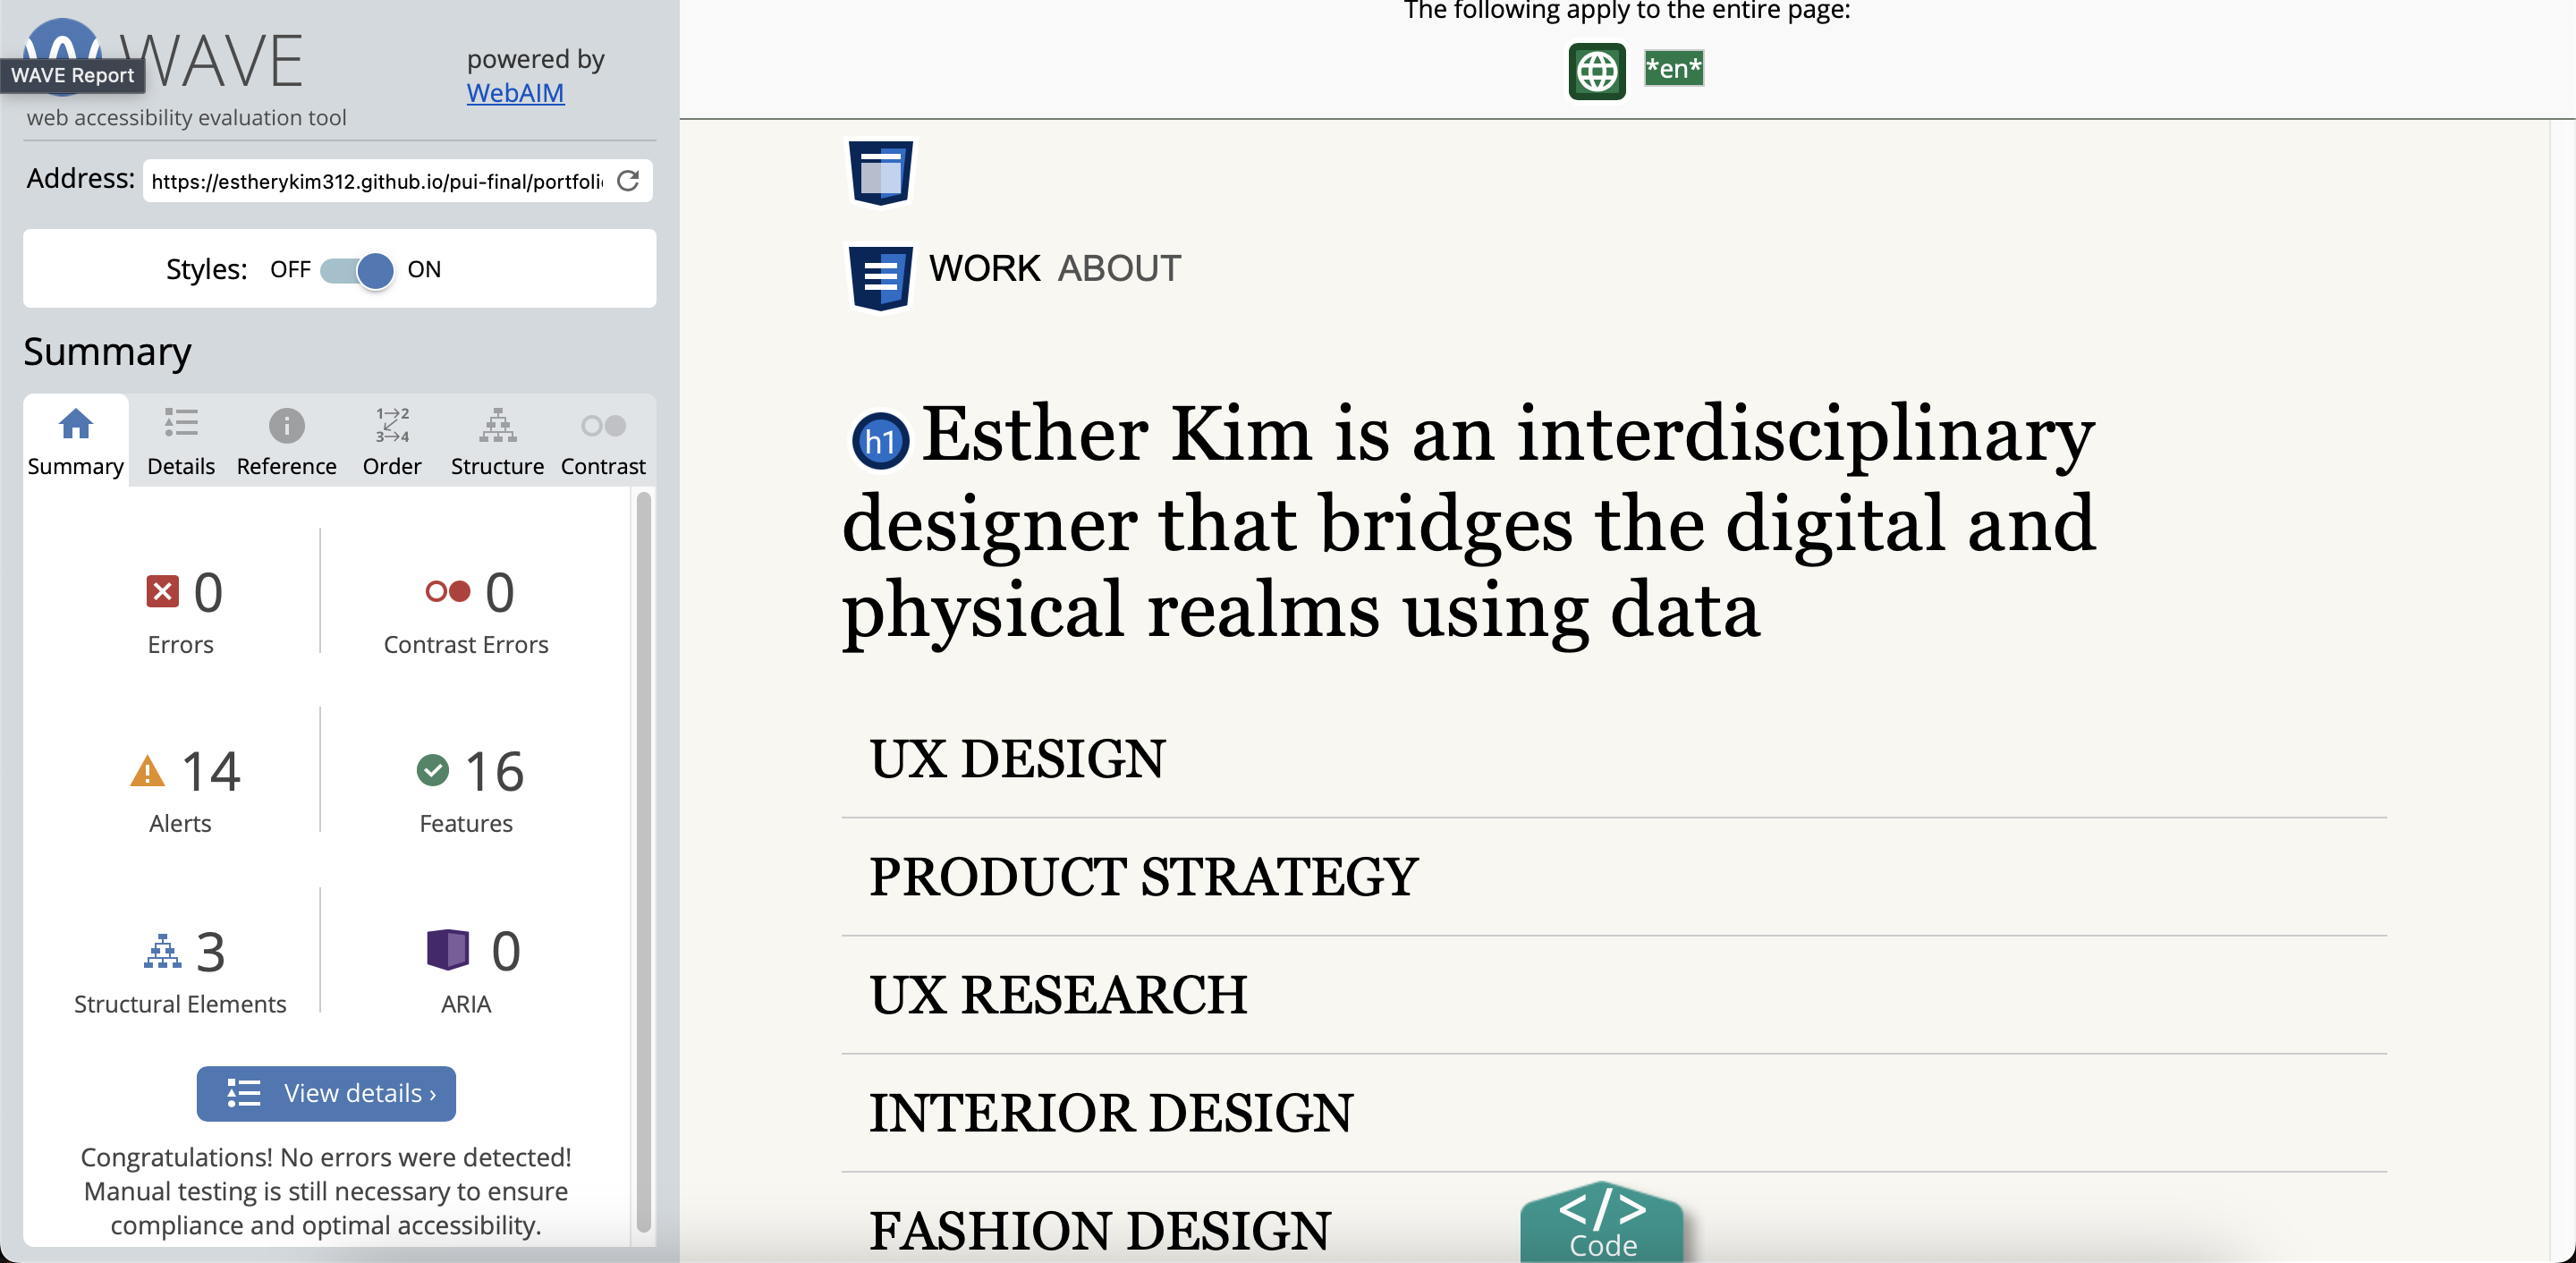 WAVE
WAVE Report
powered by
WebAIM
web accessibility evaluation tool
Address: https://estherykim312.github.io/pui-final/portfoli
Styles: OFF ON
Summary
Summary Details Reference Order Structure Contrast
1→2
3→4
0 0
Errors Contrast Errors
14 16
Alerts Features
3 0
Structural Elements ARIA
View details ›
Congratulations! No errors were detected!
Manual testing is still necessary to ensure
compliance and optimal accessibility.
The following apply to the entire page:
*en*
WORK ABOUT
h1 Esther Kim is an interdisciplinary
designer that bridges the digital and
physical realms using data
UX DESIGN
PRODUCT STRATEGY
UX RESEARCH
INTERIOR DESIGN
FASHION DESIGN
</>
Code